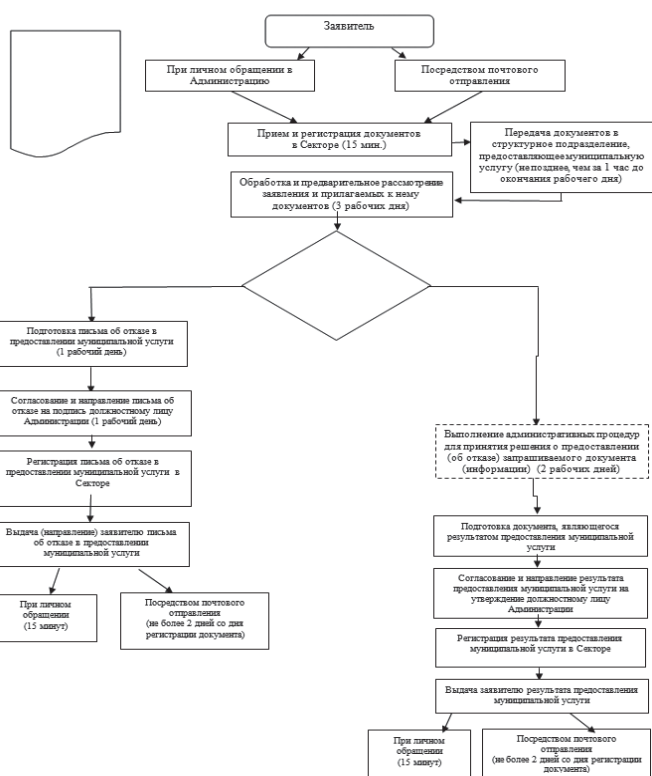 Заявитель
При личном обращении в
Администрацию
Посредством почтового
отправления
Прием и регистрация документов
в Секторе (15 мин.)
Передача документов в
структурное подразделение,
предоставляющее муниципальную
услугу (не позднее, чем за 1 час до
окончания рабочего дня)
Обработка и предварительное рассмотрение
заявления и прилагаемых к нему
документов (3 рабочих дня)
Подготовка письма об отказе в
предоставлении муниципальной услуги
(1 рабочий день)
Согласование и направление письма об
отказе на подпись должностному лицу
Администрации (1 рабочий день)
Регистрация письма об отказе в
предоставлении муниципальной услуги в
Секторе
Выдача (направление) заявителю письма
об отказе в предоставлении
муниципальной услуги
При личном
обращении
(15 минут)
Посредством почтового
отправления
(не более 2 дней со дня
регистрации документа)
Выполнение административных процедур
для принятия решения о предоставлении
(об отказе) запрашиваемого документа
(информации) (2 рабочих дней)
Подготовка документа, являющегося
результатом предоставления муниципальной
услуги
Согласование и направление результата
предоставления муниципальной услуги на
утверждение должностному лицу
Администрации
Регистрация результата предоставления
муниципальной услуги в Секторе
Выдача заявителю результата предоставления
муниципальной услуги
При личном
обращении
(15 минут)
Посредством почтового
отправления
(не более 2 дней со дня регистрации
документа)